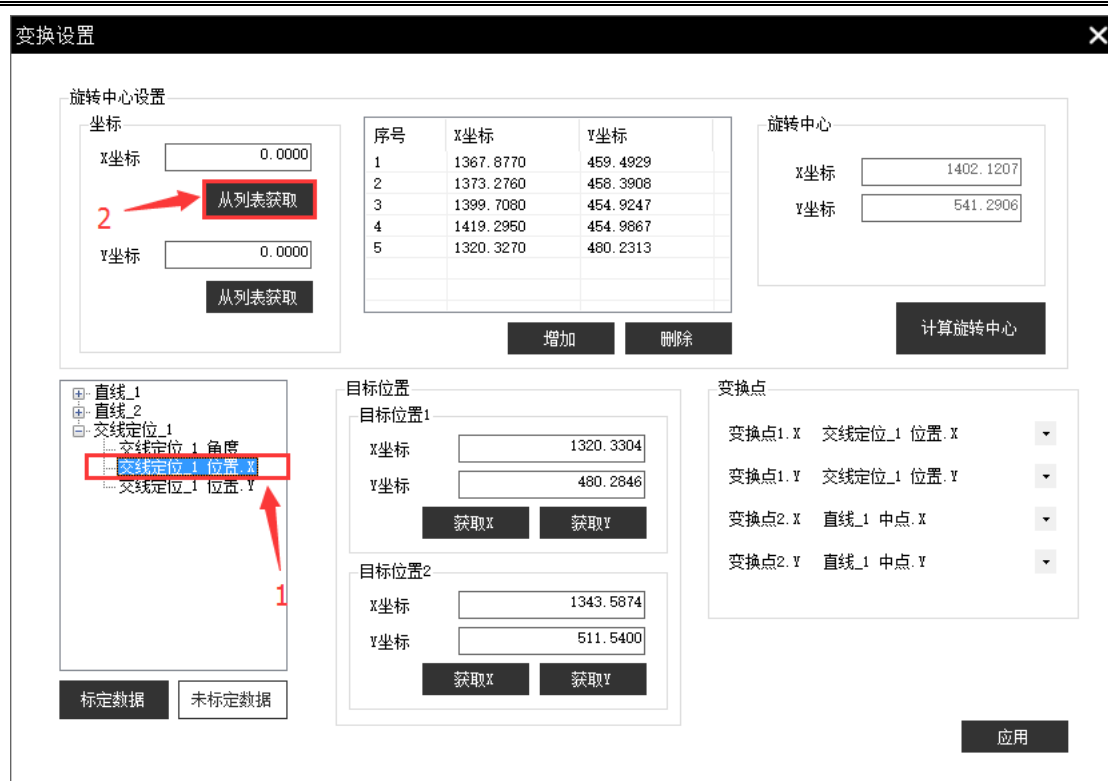 变换设置
旋转中心设置
坐标
X坐标 0.0000
从列表获取
2
Y坐标 0.0000
从列表获取
序号 X坐标 Y坐标
1 1367.8770 459.4929
2 1373.2760 458.3908
3 1399.7080 454.9247
4 1419.2950 454.9867
5 1320.3270 480.2313
增加 删除
旋转中心
X坐标 1402.1207
Y坐标 541.2906
计算旋转中心
直线_1
直线_2
交线定位_1
交线定位_1 角度
交线定位_1 位置.X
交线定位_1 位置.Y
1
标定数据 未标定数据
目标位置
目标位置1
X坐标 1320.3304
Y坐标 480.2846
获取X 获取Y
目标位置2
X坐标 1343.5874
Y坐标 511.5400
获取X 获取Y
变换点
变换点1.X 交线定位_1 位置.X
变换点1.Y 交线定位_1 位置.Y
变换点2.X 直线_1 中点.X
变换点2.Y 直线_1 中点.Y
应用